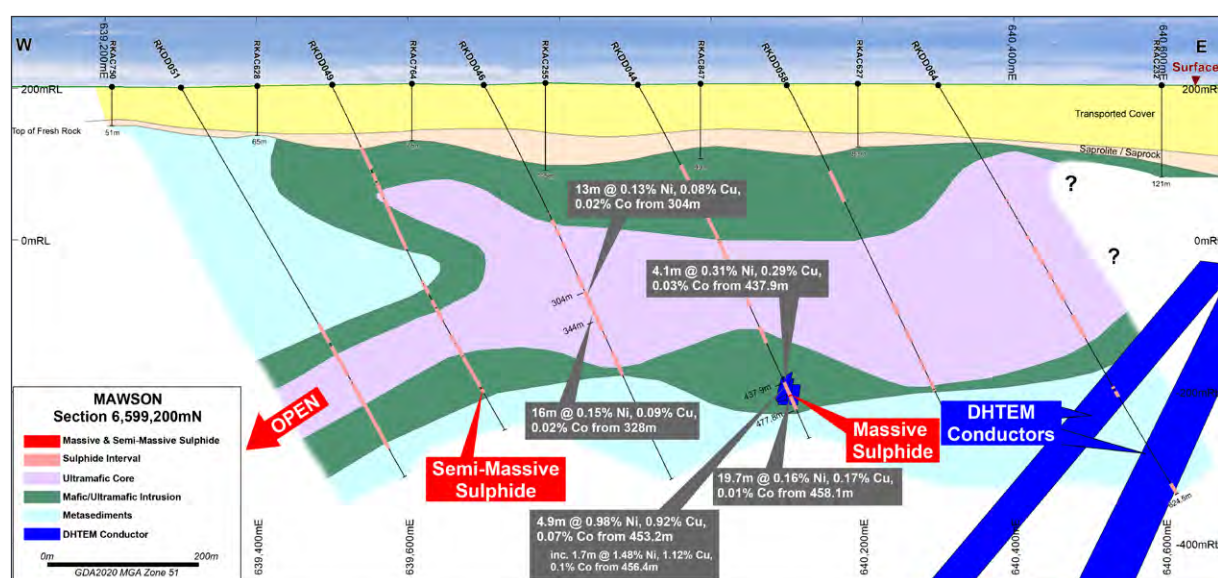 W
E
639,200mE
RKAC750
RKDD051
RKAC628
RKDD049
RKAC764
RKDD046
RKAC255
RKDD044
RKAC847
RKDD058
RKAC627
RKDD064
640,400mE
640,600mE
Surface
200mRL
200mRL
Transported Cover
Top of Fresh Rock
Saprolite / Saprock
51m
65m
121m
?
?
0mRL
0mRL
13m @ 0.13% Ni, 0.08% Cu,
0.02% Co from 304m
4.1m @ 0.31% Ni, 0.29% Cu,
0.03% Co from 437.9m
304m
344m
437.9m
477.8m
16m @ 0.15% Ni, 0.09% Cu,
0.02% Co from 328m
OPEN
Semi-Massive
Sulphide
Massive
Sulphide
DHTEM
Conductors
19.7m @ 0.16% Ni, 0.17% Cu,
0.01% Co from 458.1m
4.9m @ 0.98% Ni, 0.92% Cu,
0.07% Co from 453.2m
inc. 1.7m @ 1.48% Ni, 1.12% Cu,
0.1% Co from 456.4m
-400mRL
639,400mE
639,600mE
640,200mE
640,400mE
640,600mE
MAWSON
Section 6,599,200mN
Massive & Semi-Massive Sulphide
Sulphide Interval
Ultramafic Core
Mafic/Ultramafic Intrusion
Metasediments
DHTEM Conductor
0m
200m
GDA2020 MGA Zone 51